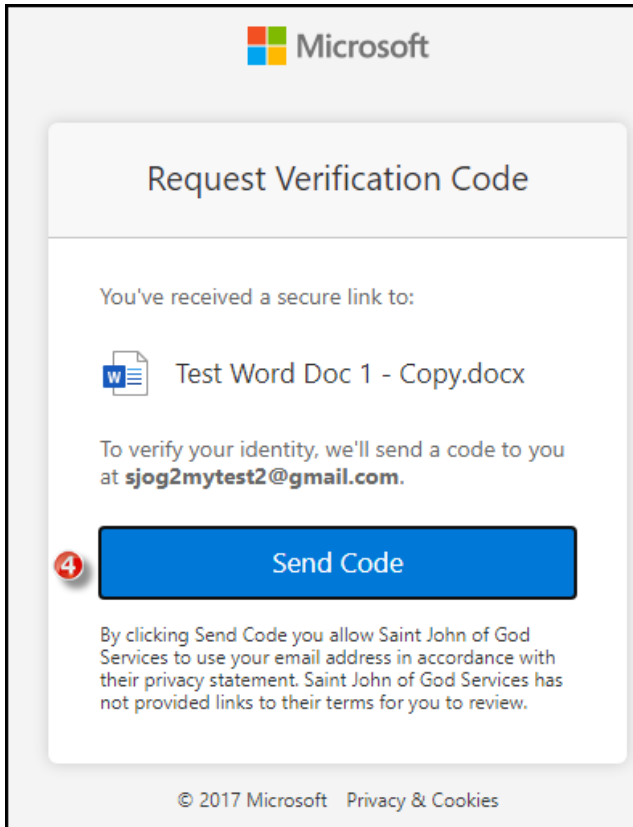 Microsoft
Request Verification Code
You've received a secure link to:
W
Test Word Doc 1 - Copy.docx
To verify your identity, we'll send a code to you
at sjog2mytest2@gmail.com.
4
Send Code
By clicking Send Code you allow Saint John of God
Services to use your email address in accordance with
their privacy statement. Saint John of God Services has
not provided links to their terms for you to review.
© 2017 Microsoft Privacy & Cookies